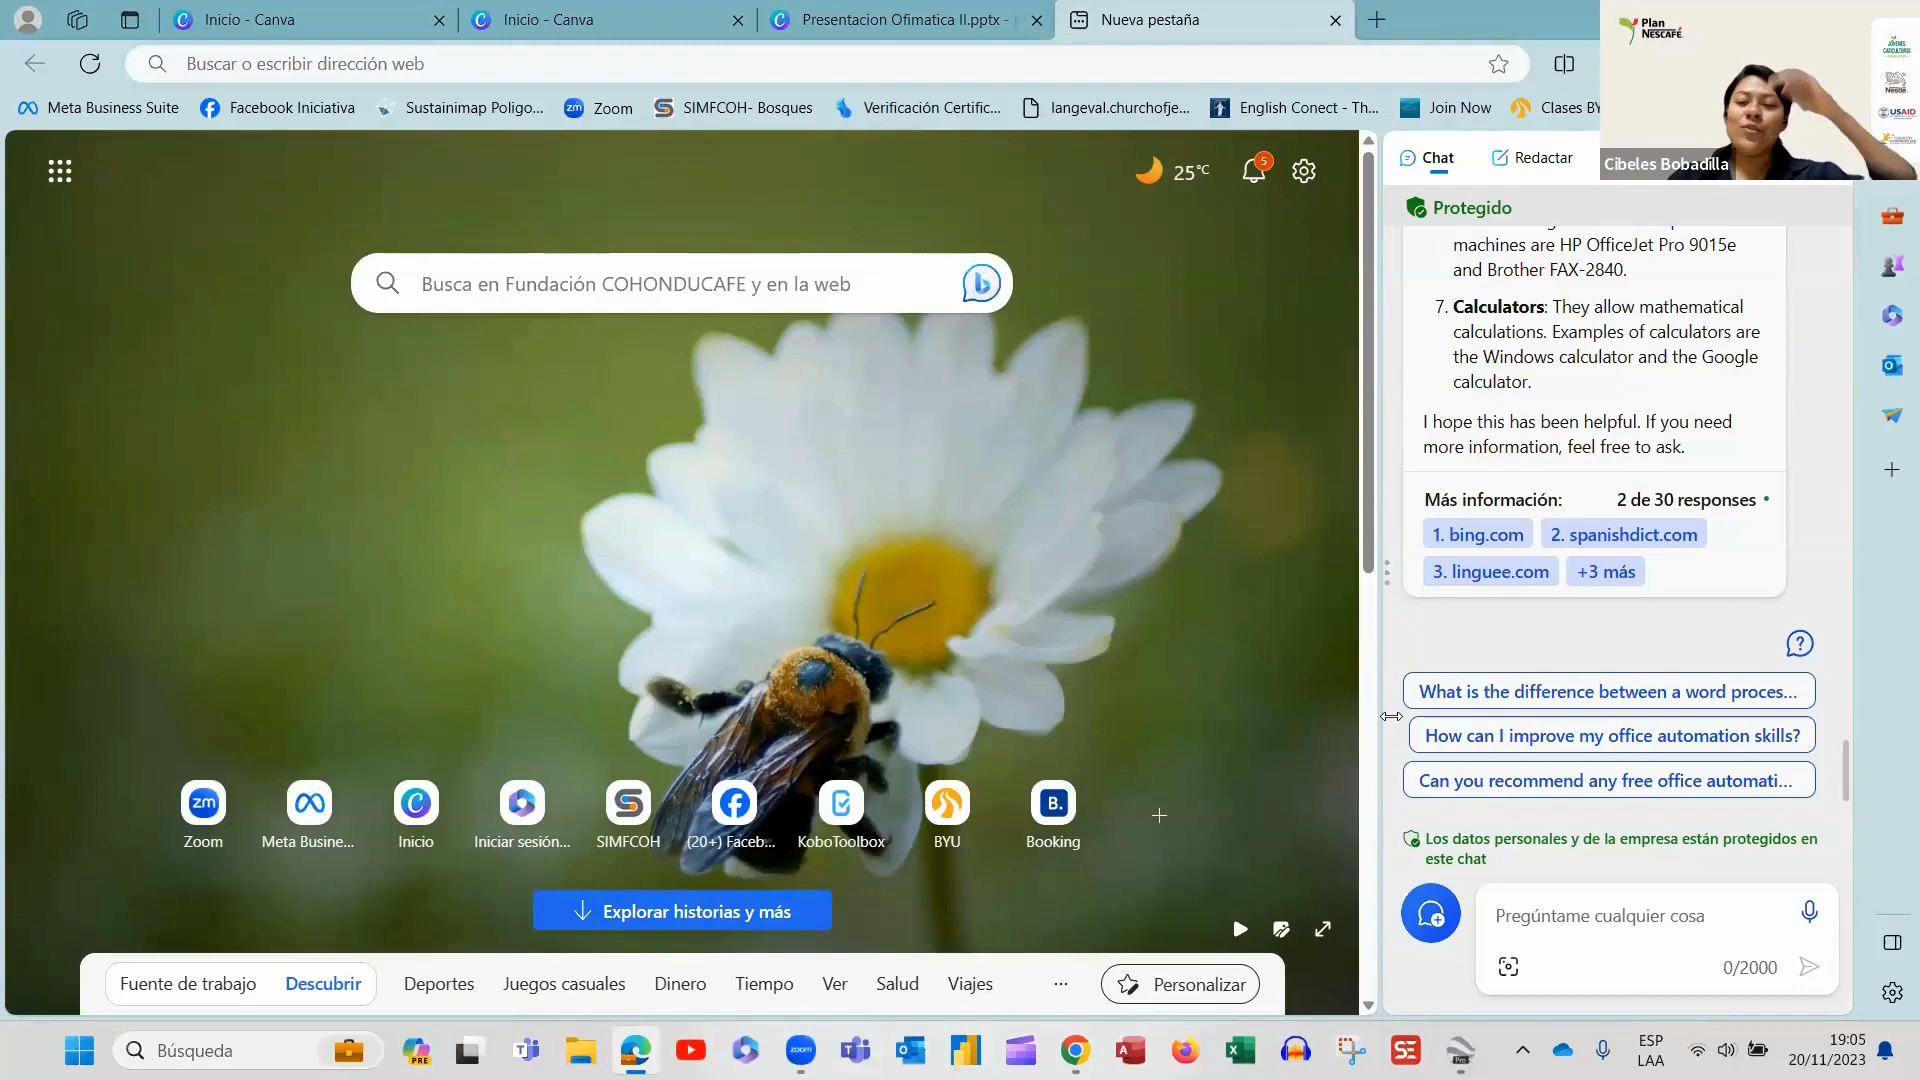 Inicio - Canva
Inicio - Canva
Presentacion Ofimatica II.pptx -
Nueva pestaña
Buscar o escribir dirección web
Meta Business Suite
Facebook Iniciativa
Sustainimap Poligo...
Zoom
SIMFCOH- Bosques
Verificación Certific...
langeval.churchofje...
English Conect - Th...
Join Now
Clases BY
Plan
NESCAFÉ.
Nestlé
USAID
Cibeles Bobadilla
25°C
5
Busca en Fundación COHONDUCAFE y en la web
Zoom
Meta Busine...
Inicio
Iniciar sesión...
SIMFCOH
(20+) Faceb...
KoboToolbox
BYU
Booking
Explorar historias y más
Fuente de trabajo
Descubrir
Deportes
Juegos casuales
Dinero
Tiempo
Ver
Salud
Viajes
...
Personalizar
Chat
Redactar
Protegido
machines are HP OfficeJet Pro 9015e
and Brother FAX-2840.
7. Calculators: They allow mathematical
calculations. Examples of calculators are
the Windows calculator and the Google
calculator.
I hope this has been helpful. If you need
more information, feel free to ask.
Más información:
2 de 30 responses
1. bing.com
2. spanishdict.com
3. linguee.com
+3 más
What is the difference between a word proces...
How can I improve my office automation skills?
Can you recommend any free office automati...
Los datos personales y de la empresa están protegidos en
este chat
Pregúntame cualquier cosa
0/2000
Búsqueda
PRE
zoom
SE
ESP
LAA
19:05
20/11/2023